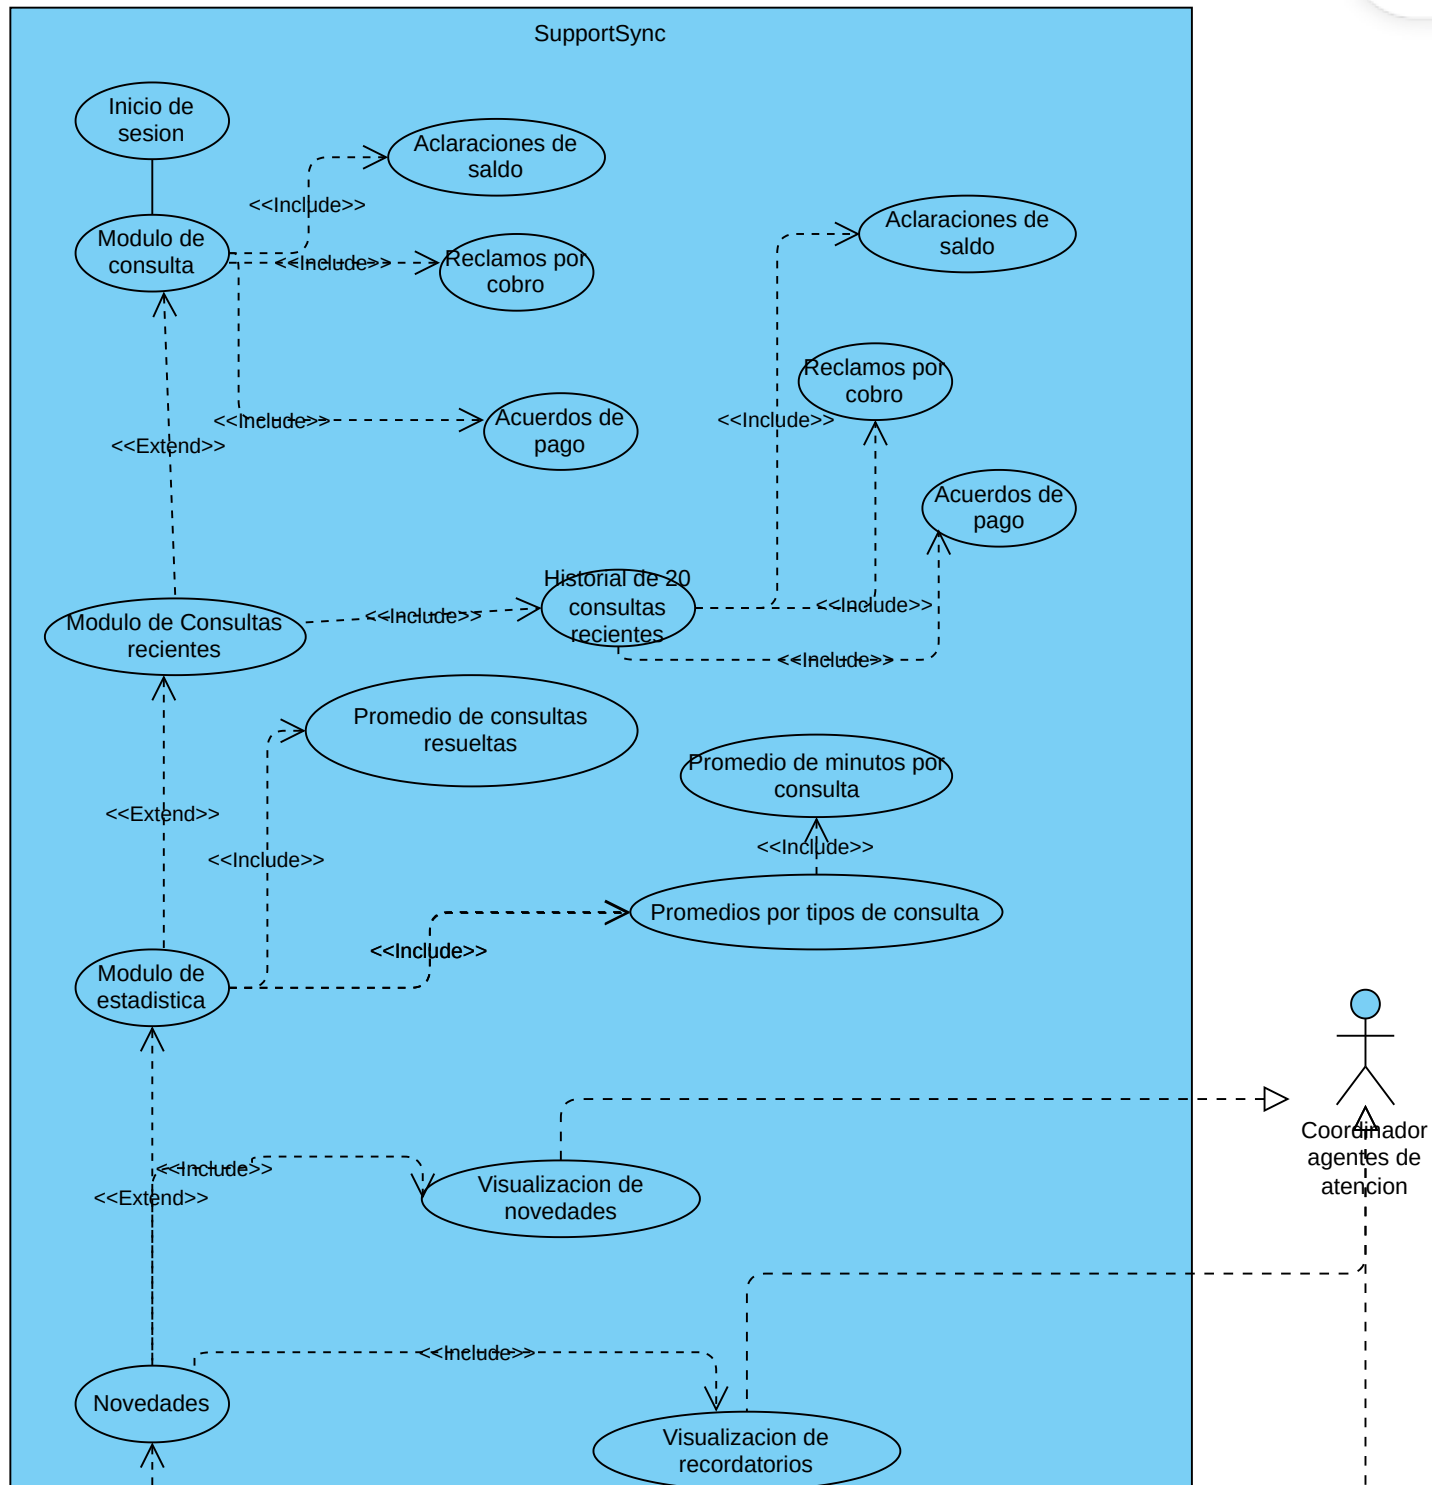 SupportSync
Inicio de
sesion
Aclaraciones de
saldo
<<Include>>
Aclaraciones de
saldo
Modulo de
consulta
<<Include>>
Reclamos por
cobro
Reclamos por
cobro
<<Include>>
Acuerdos de
pago
<<Include>>
<<Extend>>
Acuerdos de
pago
Historial de 20
consultas
recientes
<<Include>>
<<Include>>
Modulo de Consultas
recientes
<<Include>>
Promedio de consultas
resueltas
Promedio de minutos por
consulta
<<Extend>>
<<Include>>
<<Include>>
Promedios por tipos de consulta
<<Include>>
Modulo de
estadistica
Coordinador
agentes de
atencion
<<Include>>
<<Extend>>
Visualizacion de
novedades
<<Include>>
Novedades
Visualizacion de
recordatorios